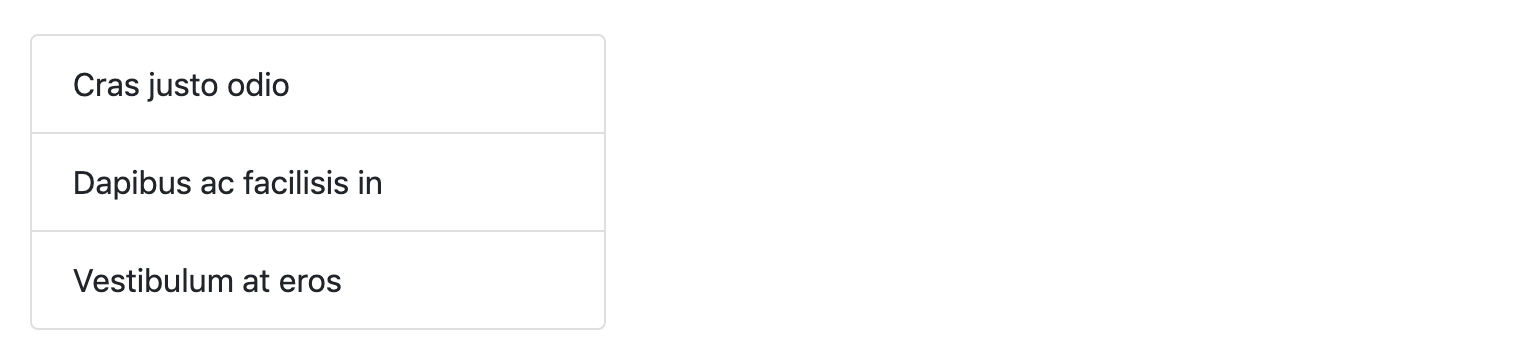 Cras justo odio
Dapibus ac facilisis in
Vestibulum at eros